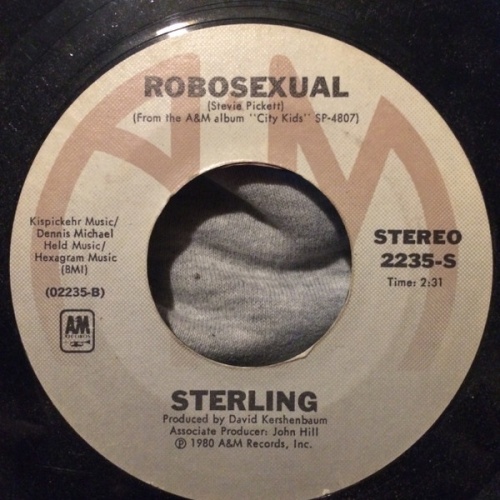 ROBOSEXUAL
(Stevie Pickett)
(From the A&M album "City Kids" SP-4807)
Kispickehr Music/
Dennis Michael
Held Music/
Hexagram Music
(BMI)
(02235-B)
A&M
RECORDS
STEREO
2235-S
Time: 2:31
STERLING
Produced by David Kershenbaum
Associate Producer: John Hill
℗ 1980 A&M Records, Inc.